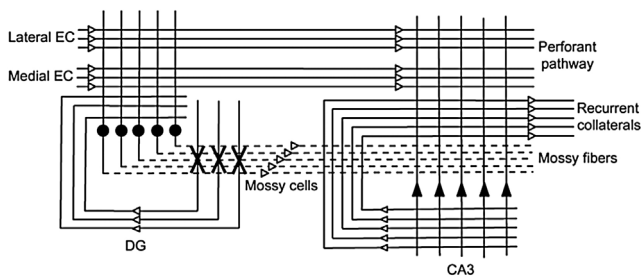 Lateral EC
Medial EC
Perforant
pathway
Recurrent
collaterals
Mossy fibers
Mossy cells
DG
CA3